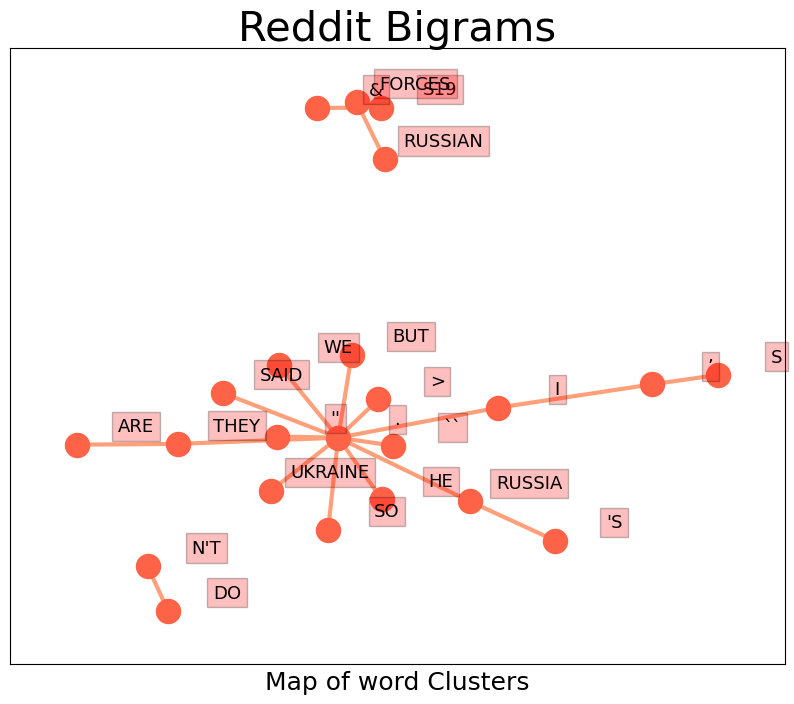 Reddit Bigrams
FORCES
& S19
RUSSIAN
BUT
WE
, S
SAID
>
I
"
.
ARE THEY ``
UKRAINE HE RUSSIA
SO 'S
N'T
DO
Map of word Clusters